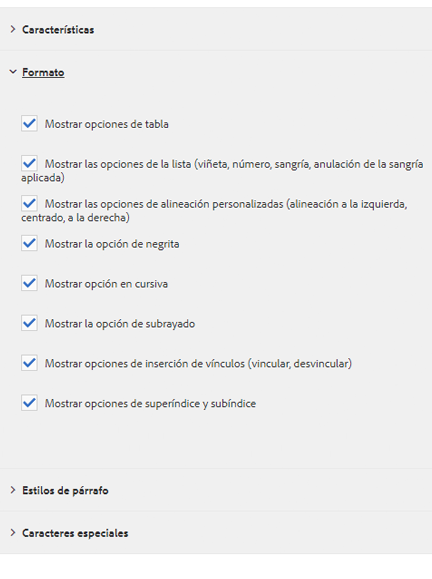 Características
Formato
Mostrar opciones de tabla
Mostrar las opciones de la lista (viñeta, número, sangría, anulación de la sangría
aplicada)
Mostrar las opciones de alineación personalizadas (alineación a la izquierda,
centrado, a la derecha)
Mostrar la opción de negrita
Mostrar opción en cursiva
Mostrar la opción de subrayado
Mostrar opciones de inserción de vínculos (vincular, desvincular)
Mostrar opciones de superíndice y subíndice
Estilos de párrafo
Caracteres especiales